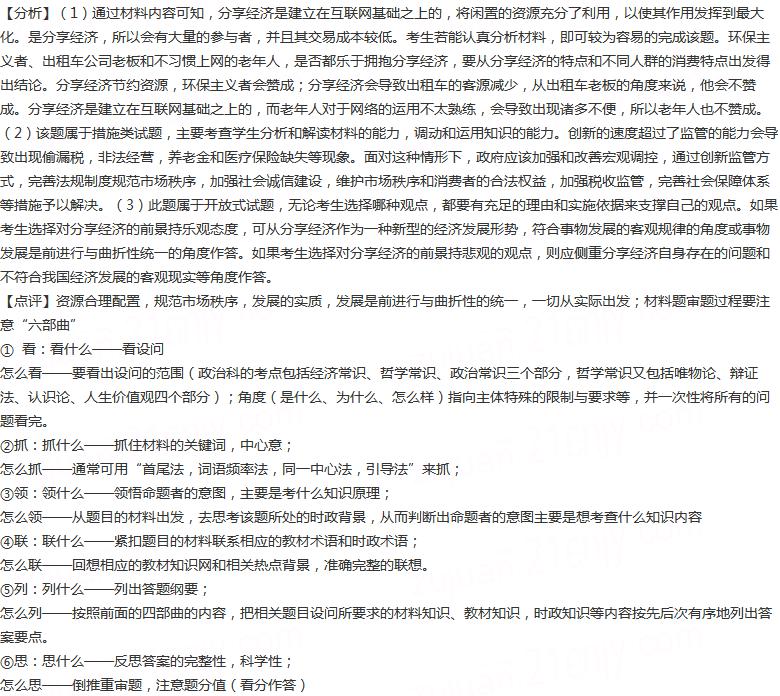 【分析】（1）通过材料内容可知，分享经济是建立在互联网基础之上的，将闲置的资源充分了利用，以使其作用发挥到最大
化。是分享经济，所以会有大量的参与者，并且其交易成本较低。考生若能认真分析材料，即可较为容易的完成该题。环保主
义者、出租车公司老板和不习惯上网的老年人，是否都乐于拥抱分享经济，要从分享经济的特点和不同人群的消费特点出发得
出结论。分享经济节约资源，环保主义者会赞成；分享经济会导致出租车的客源减少，从出租车老板的角度来说，他会不赞
成。分享经济是建立在互联网基础之上的，而老年人对于网络的运用不太熟练，会导致出现诸多不便，所以老年人也不赞成。
（2）该题属于措施类试题，主要考查学生分析和解读材料的能力，调动和运用知识的能力。创新的速度超过了监管的能力会导
致出现偷漏税，非法经营，养老金和医疗保险缺失等现象。面对这种情形下，政府应该加强和改善宏观调控，通过创新监管方
式，完善法规制度规范市场秩序，加强社会诚信建设，维护市场秩序和消费者的合法权益，加强税收监管，完善社会保障体系
等措施予以解决。（3）此题属于开放式试题，无论考生选择哪种观点，都要有充足的理由和实施依据来支撑自己的观点。如果
考生选择对分享经济的前景持乐观态度，可从分享经济作为一种新型的经济发展形势，符合事物发展的客观规律的角度或事物
发展是前进行与曲折性统一的角度作答。如果考生选择对分享经济的前景持悲观的观点，则应侧重分享经济自身存在的问题和
不符合我国经济发展的客观现实等角度作答。
【点评】资源合理配置，规范市场秩序，发展的实质，发展是前进行与曲折性的统一，一切从实际出发；材料题审题过程要注
意“六部曲”
① 看：看什么——看设问
怎么看——要看出设问的范围（政治科的考点包括经济常识、哲学常识、政治常识三个部分，哲学常识又包括唯物论、辩证
法、认识论、人生价值观四个部分）；角度（是什么、为什么、怎么样）指向主体特殊的限制与要求等，并一次性将所有的问
题看完。
②抓：抓什么——抓住材料的关键词，中心意；
怎么抓——通常可用“首尾法，词语频率法，同一中心法，引导法”来抓；
③领：领什么——领悟命题者的意图，主要是考什么知识原理；
怎么领——从题目的材料出发，去思考该题所处的时政背景，从而判断出命题者的意图主要是想考查什么知识内容
④联：联什么——紧扣题目的材料联系相应的教材术语和时政术语；
怎么联——回想相应的教材知识网和相关热点背景，准确完整的联想。
⑤列：列什么——列出答题纲要；
怎么列——按照前面的四部曲的内容，把相关题目设问所要求的材料知识、教材知识，时政知识等内容按先后次有序地列出答
案要点。
⑥思：思什么——反思答案的完整性，科学性；
怎么思——倒推重审题，注意题分值（看分作答）